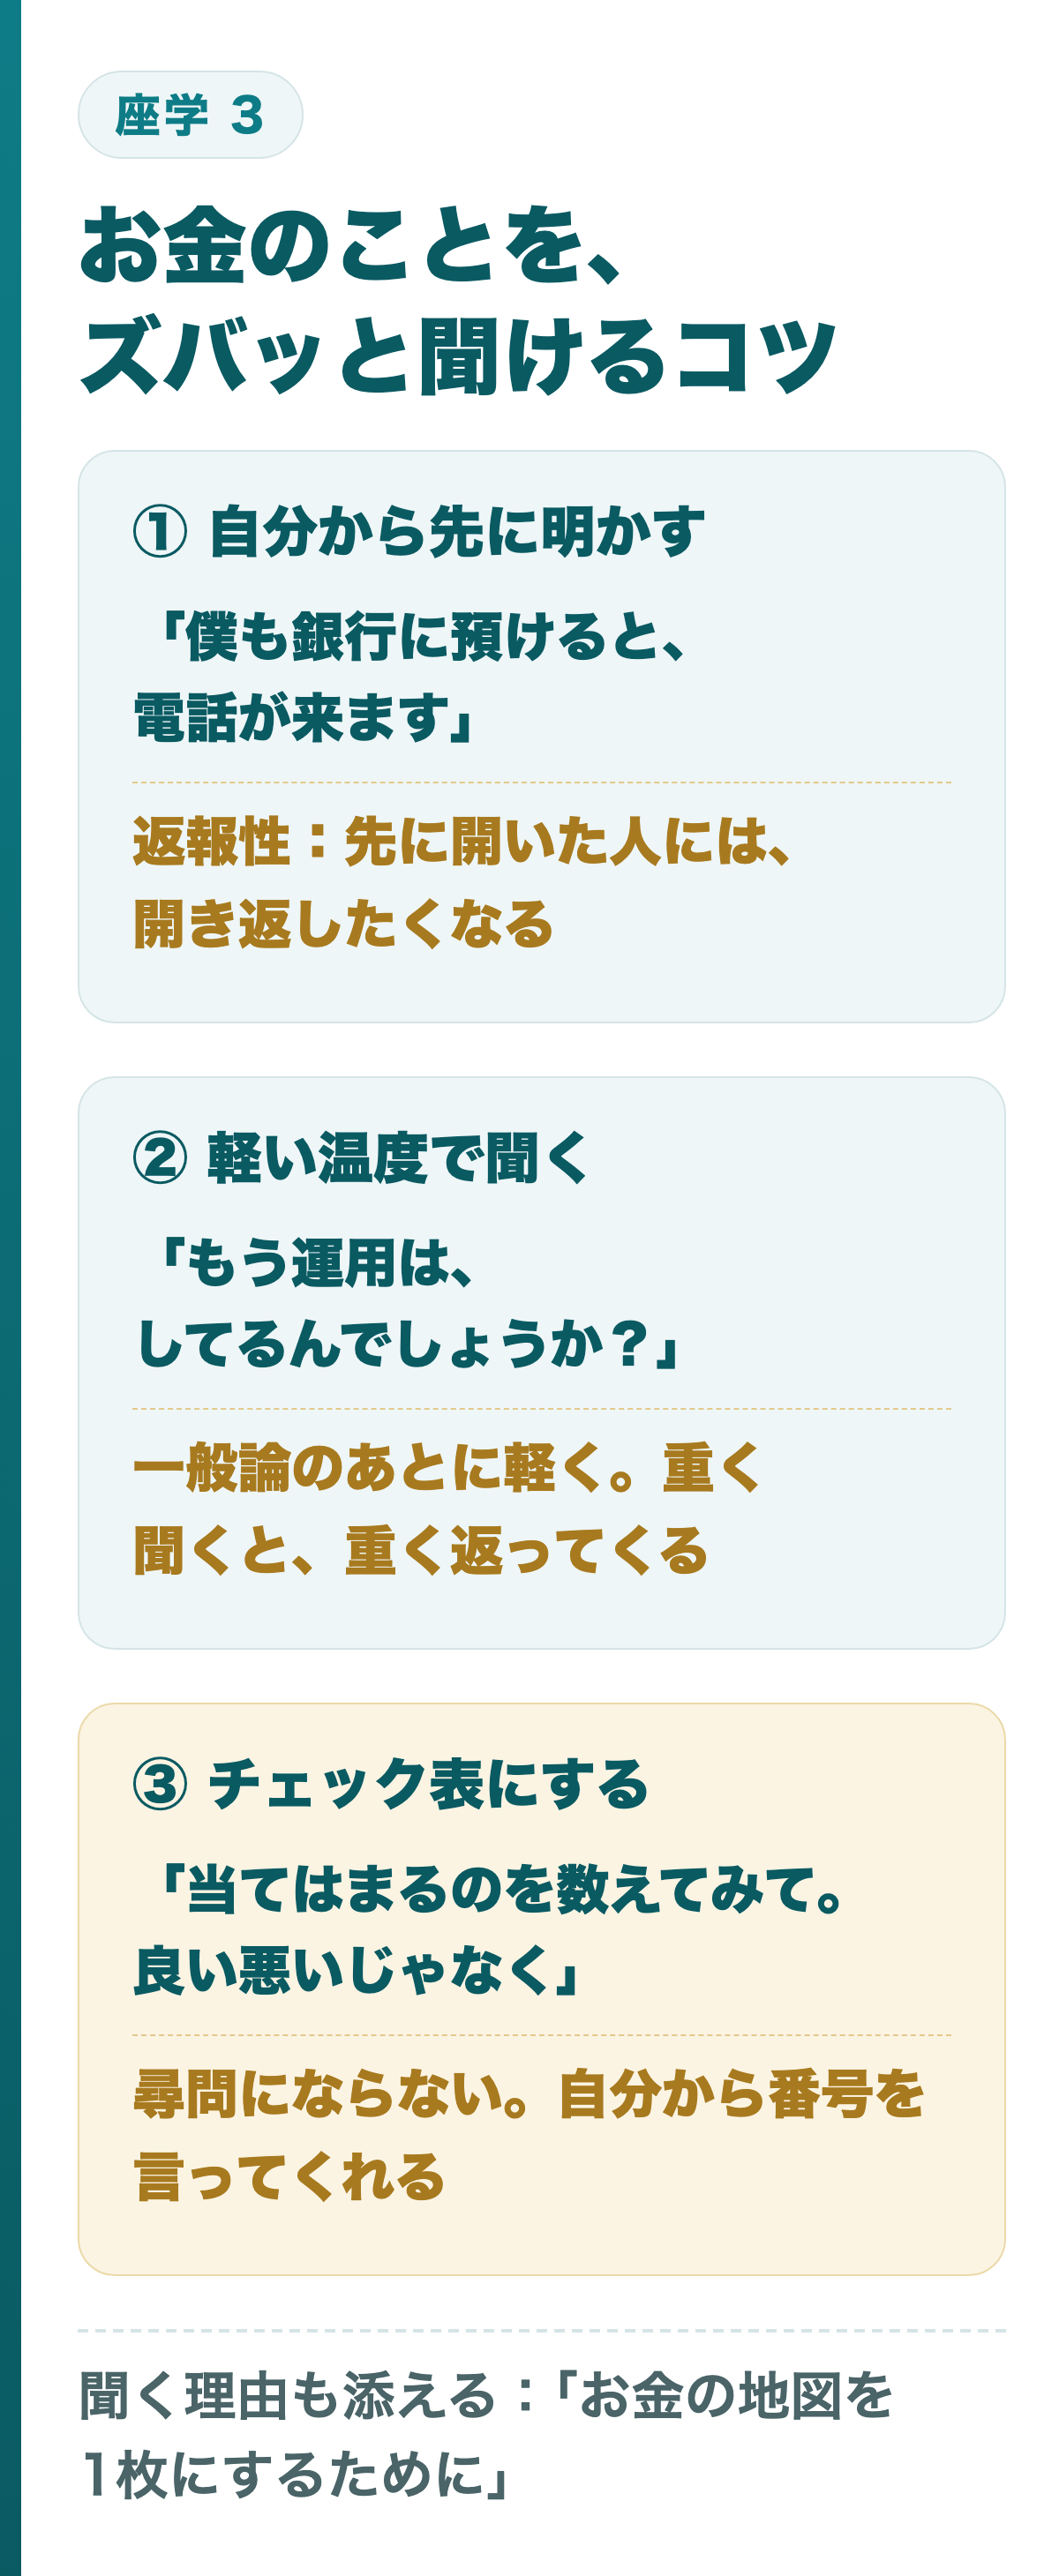 座学 3
お金のことを、
ズバッと聞けるコツ
① 自分から先に明かす
「僕も銀行に預けると、
電話が来ます」
返報性：先に開いた人には、
開き返したくなる
② 軽い温度で聞く
「もう運用は、
してるんでしょうか？」
一般論のあとに軽く。重く
聞くと、重く返ってくる
③ チェック表にする
「当てはまるのを数えてみて。
良い悪いじゃなく」
尋問にならない。自分から番号を
言ってくれる
聞く理由も添える：「お金の地図を
1枚にするために」